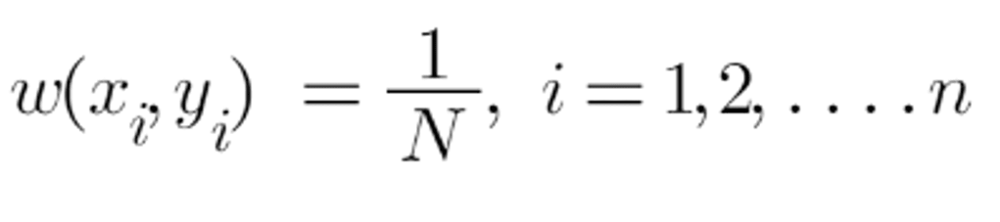 w(x_i, y_i) = 1/N, i = 1,2,....n